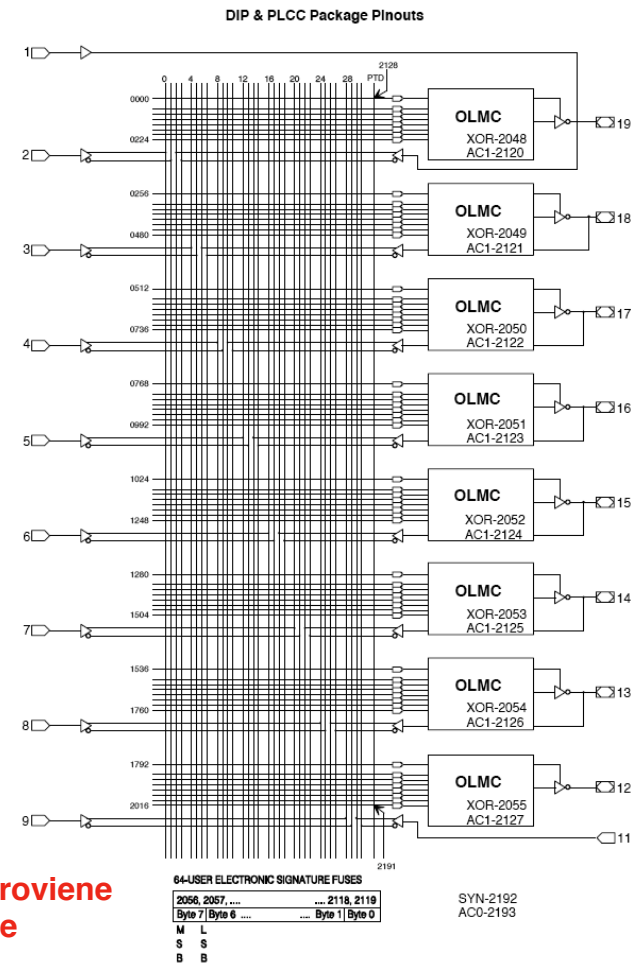 DIP & PLCC Package Pinouts
1
2128
0 4 8 12 16 20 24 28 PTD
0000
OLMC
19
XOR-2048
0224
AC1-2120
2
0256
OLMC
18
XOR-2049
0480
AC1-2121
3
0512
OLMC
17
XOR-2050
0736
AC1-2122
4
0768
OLMC
16
XOR-2051
0992
AC1-2123
5
1024
OLMC
15
XOR-2052
1248
AC1-2124
6
1280
OLMC
14
XOR-2053
1504
AC1-2125
7
1536
OLMC
13
XOR-2054
1760
AC1-2126
8
1792
OLMC
12
XOR-2055
2016
AC1-2127
9
11
2191
roviene
e
64-USER ELECTRONIC SIGNATURE FUSES
2056, 2057, .... .... 2118, 2119
Byte 7 Byte 6 .... .... Byte 1 Byte 0
M L
S S
B B
SYN-2192
AC0-2193